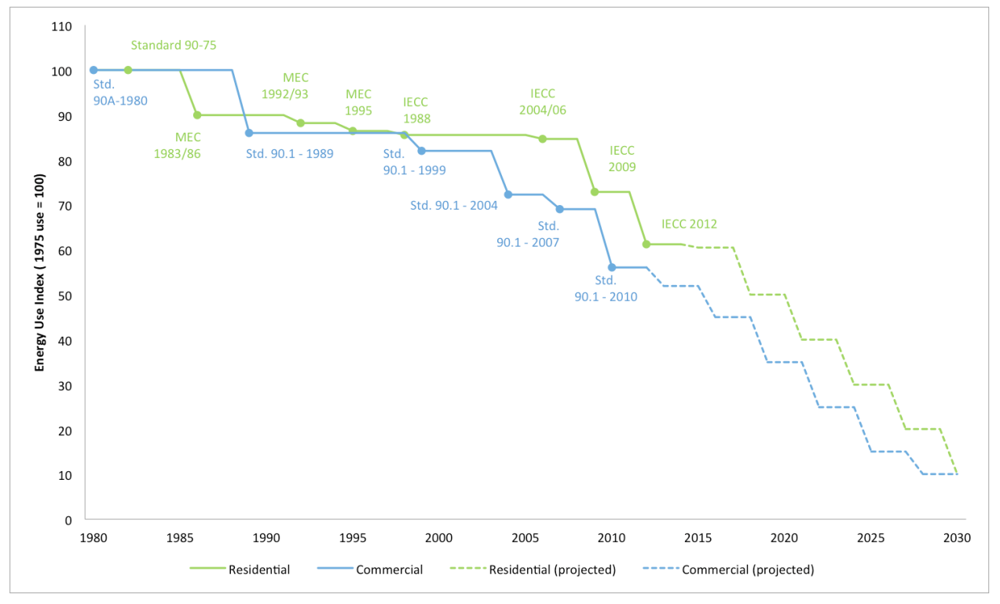 110
100
90
80
70
60
50
40
30
20
10
0
Energy Use Index ( 1975 use = 100)
Standard 90-75
Std.
90A-1980
MEC
1983/86
MEC
1992/93
Std. 90.1 - 1989
MEC
1995
IECC
1988
Std.
90.1 - 1999
Std. 90.1 - 2004
IECC
2004/06
Std.
90.1 - 2007
IECC
2009
Std.
90.1 - 2010
IECC 2012
1980
1985
1990
1995
2000
2005
2010
2015
2020
2025
2030
Residential
Commercial
Residential (projected)
Commercial (projected)